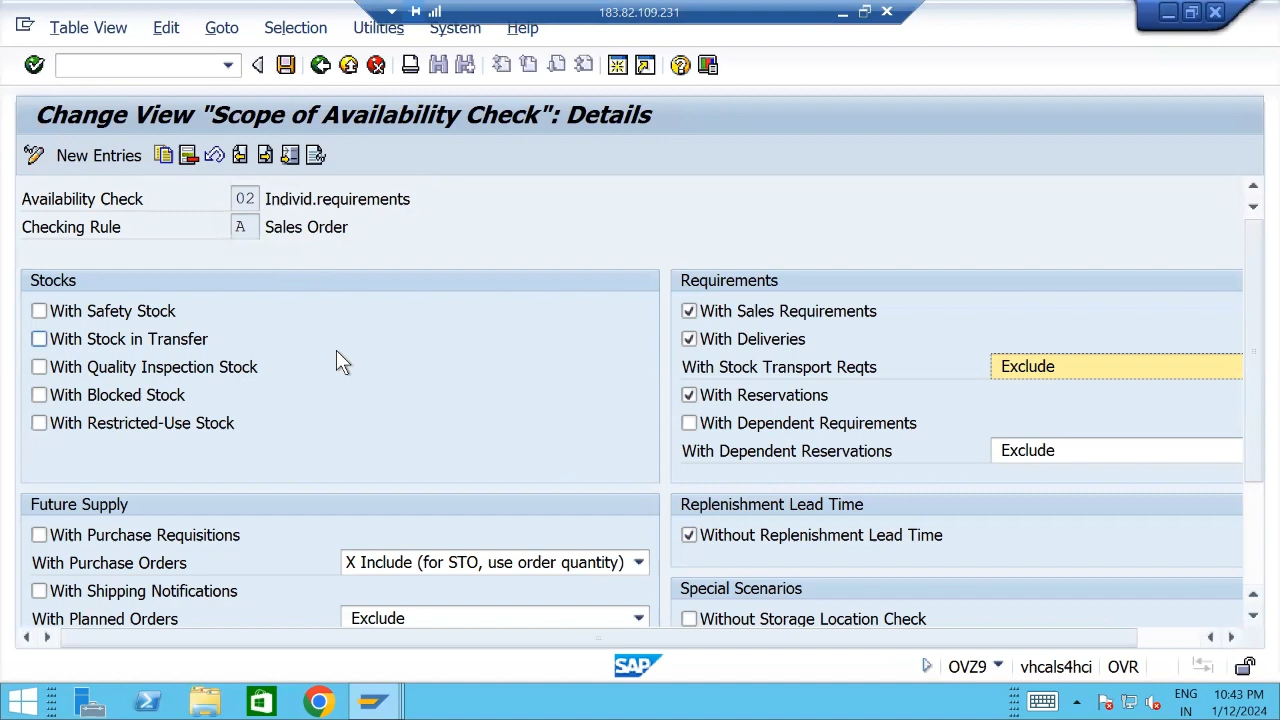 183.82.109.231
Table View Edit Goto Selection Utilities System Help
Change View "Scope of Availability Check": Details
New Entries
Availability Check 02 Individ.requirements
Checking Rule A Sales Order
Stocks
With Safety Stock
With Stock in Transfer
With Quality Inspection Stock
With Blocked Stock
With Restricted-Use Stock
Requirements
With Sales Requirements
With Deliveries
With Stock Transport Reqts Exclude
With Reservations
With Dependent Requirements
With Dependent Reservations Exclude
Future Supply
With Purchase Requisitions
With Purchase Orders X Include (for STO, use order quantity)
With Shipping Notifications
With Planned Orders Exclude
Replenishment Lead Time
Without Replenishment Lead Time
Special Scenarios
Without Storage Location Check
SAP OVZ9 vhcals4hci OVR
ENG 10:43 PM
IN 1/12/2024